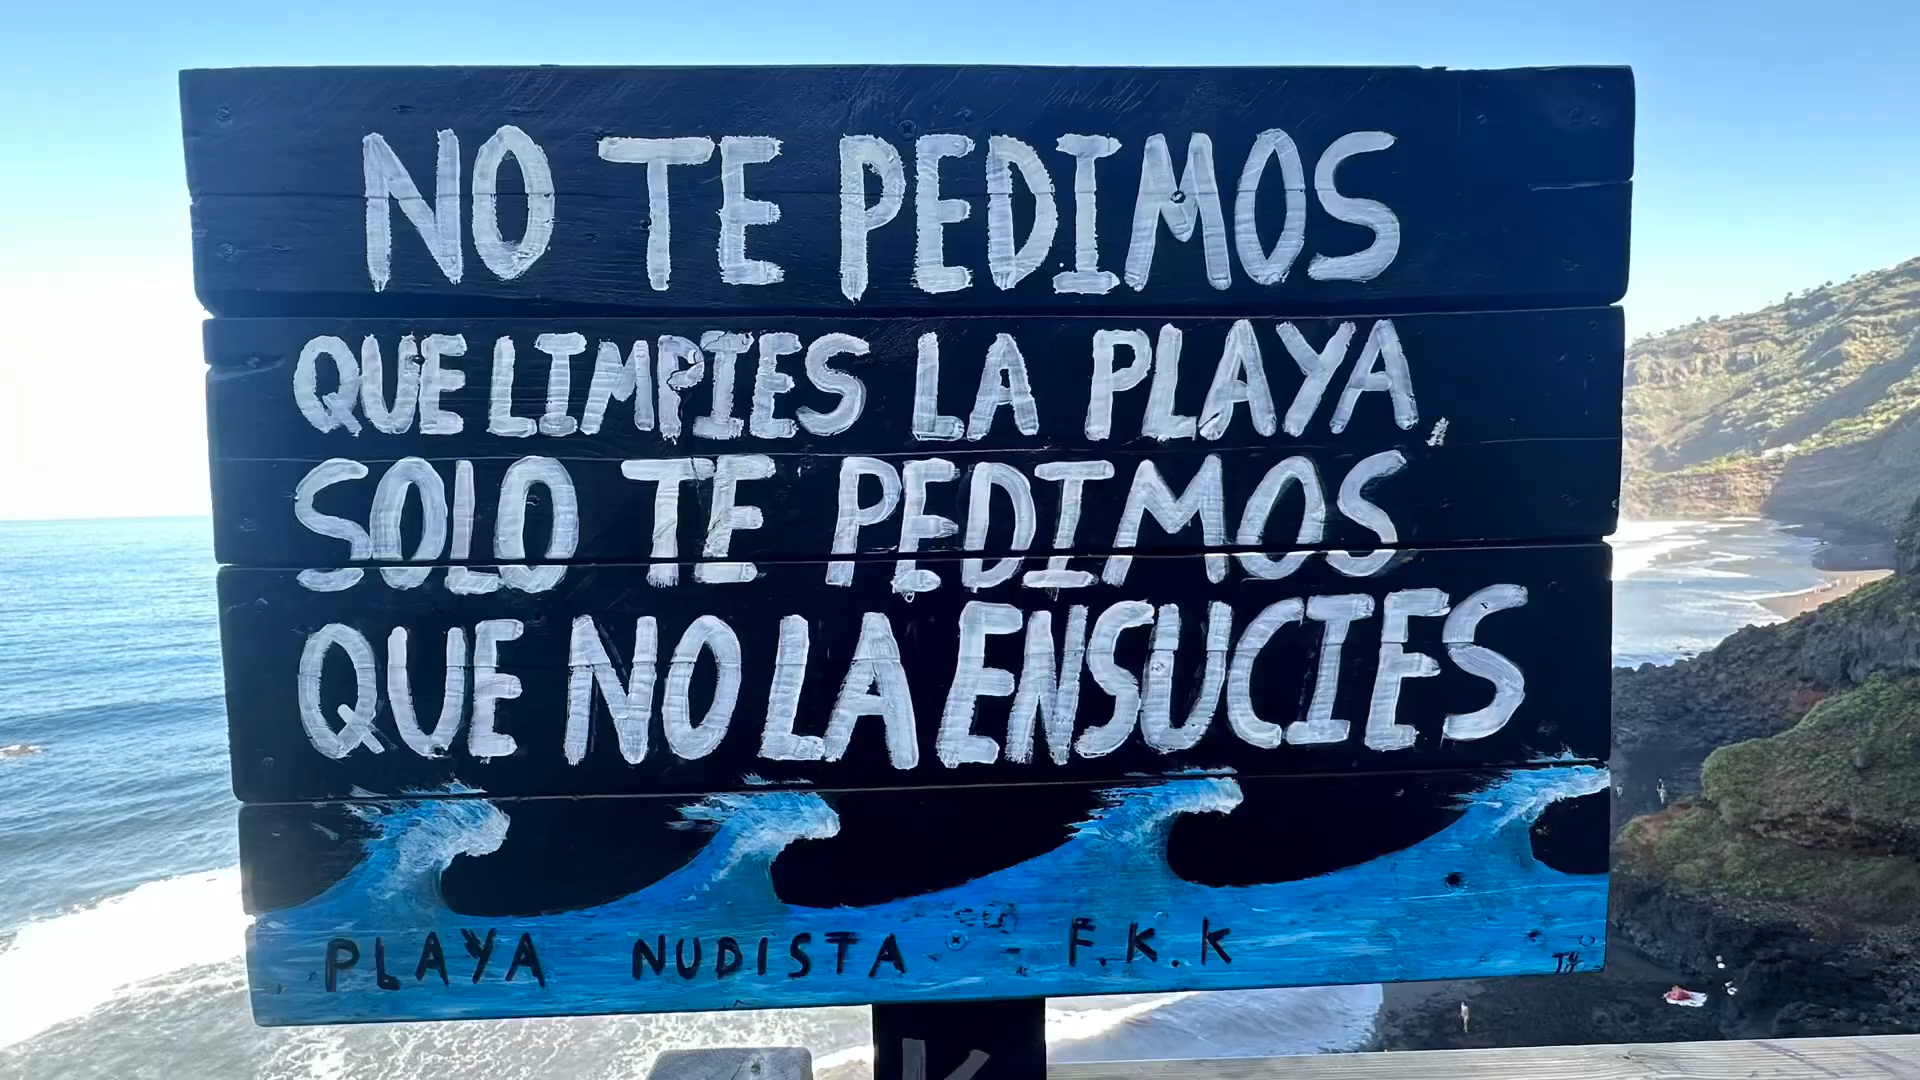 NO TE PEDIMOS
QUE LIMPIES LA PLAYA,
SOLO TE PEDIMOS
QUE NO LA ENSUCIES
PLAYA NUDISTA - F.K.K